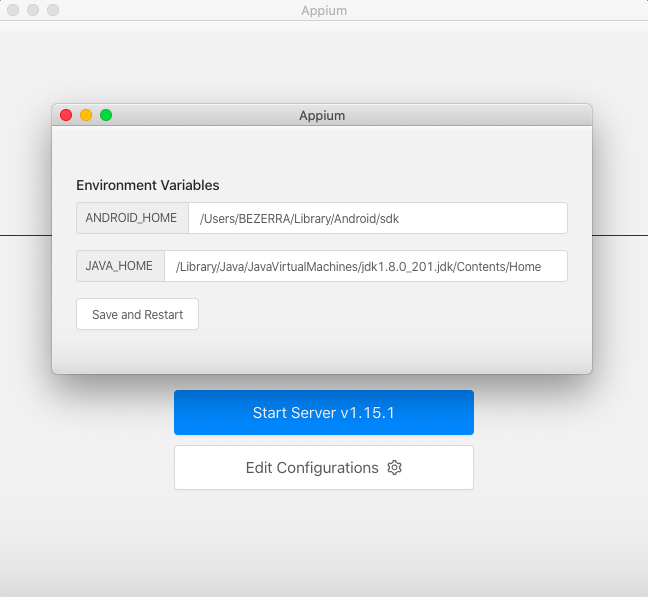 Appium
Appium
Environment Variables
ANDROID_HOME /Users/BEZERRA/Library/Android/sdk
JAVA_HOME /Library/Java/JavaVirtualMachines/jdk1.8.0_201.jdk/Contents/Home
Save and Restart
Start Server v1.15.1
Edit Configurations